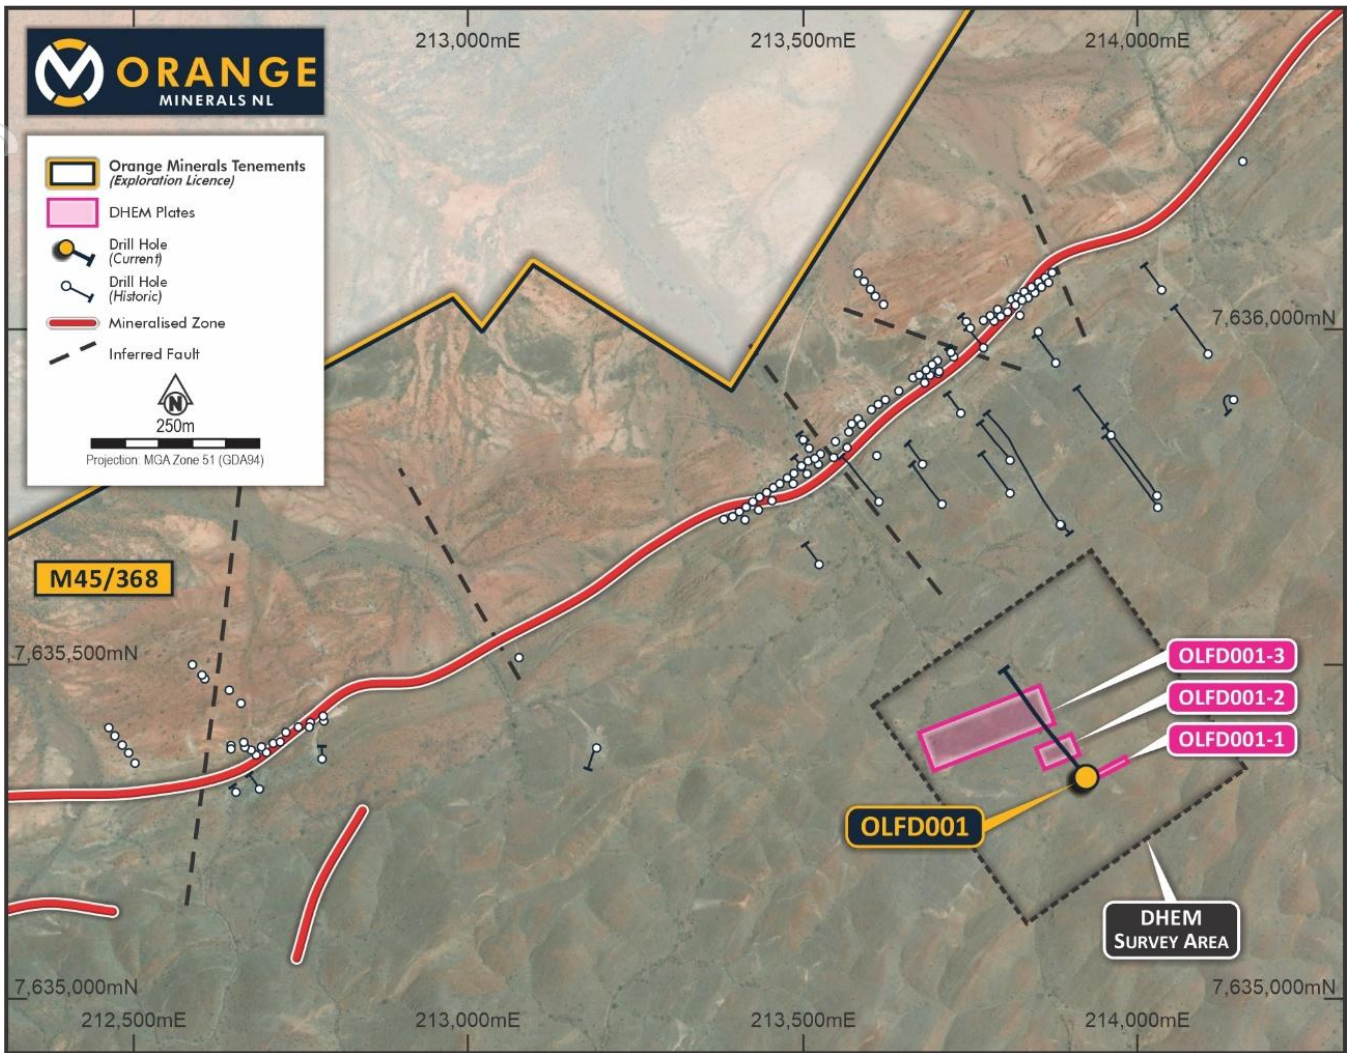 213,000mE
213,500mE
214,000mE
ORANGE
MINERALS NL
Orange Minerals Tenements
(Exploration Licence)
DHEM Plates
Drill Hole
(Current)
Drill Hole
(Historic)
Mineralised Zone
Inferred Fault
N
250m
Projection: MGA Zone 51 (GDA94)
7,636,000mN
M45/368
7,635,500mN
OLFD001-3
OLFD001-2
OLFD001-1
OLFD001
DHEM
SURVEY AREA
7,635,000mN
7,635,000mN
212,500mE
213,000mE
213,500mE
214,000mE